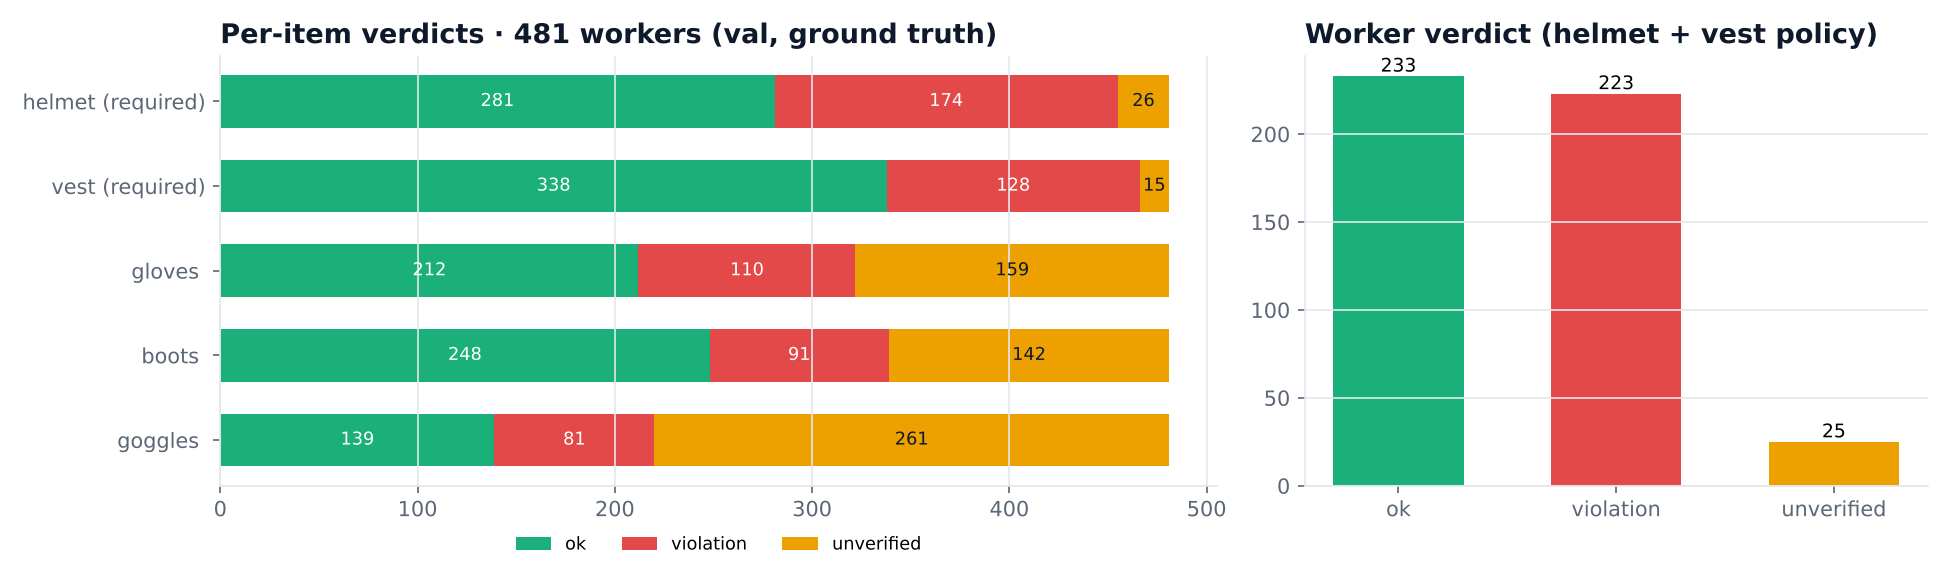 Per-item verdicts · 481 workers (val, ground truth)
helmet (required) 281 174 26
vest (required) 338 128 15
gloves 212 110 159
boots 248 91 142
goggles 139 81 261
0 100 200 300 400 500
ok violation unverified
Worker verdict (helmet + vest policy)
233 223 25
200
150
100
50
0
ok violation unverified